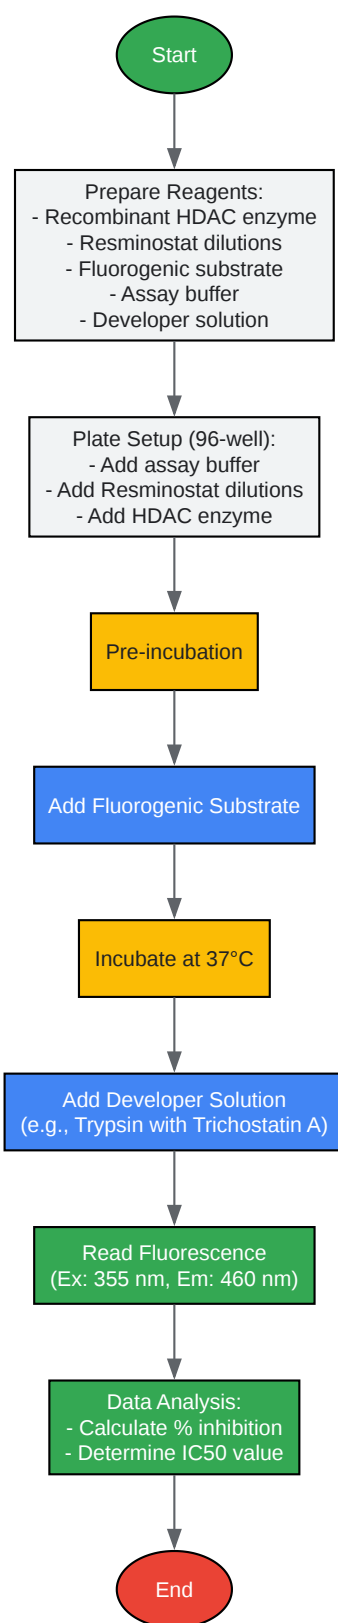 Start
Prepare Reagents:
- Recombinant HDAC enzyme
- Resminostat dilutions
- Fluorogenic substrate
- Assay buffer
- Developer solution
Plate Setup (96-well):
- Add assay buffer
- Add Resminostat dilutions
- Add HDAC enzyme
Pre-incubation
Add Fluorogenic Substrate
Incubate at 37°C
Add Developer Solution
(e.g., Trypsin with Trichostatin A)
Read Fluorescence
(Ex: 355 nm, Em: 460 nm)
Data Analysis:
- Calculate % inhibition
- Determine IC50 value
End